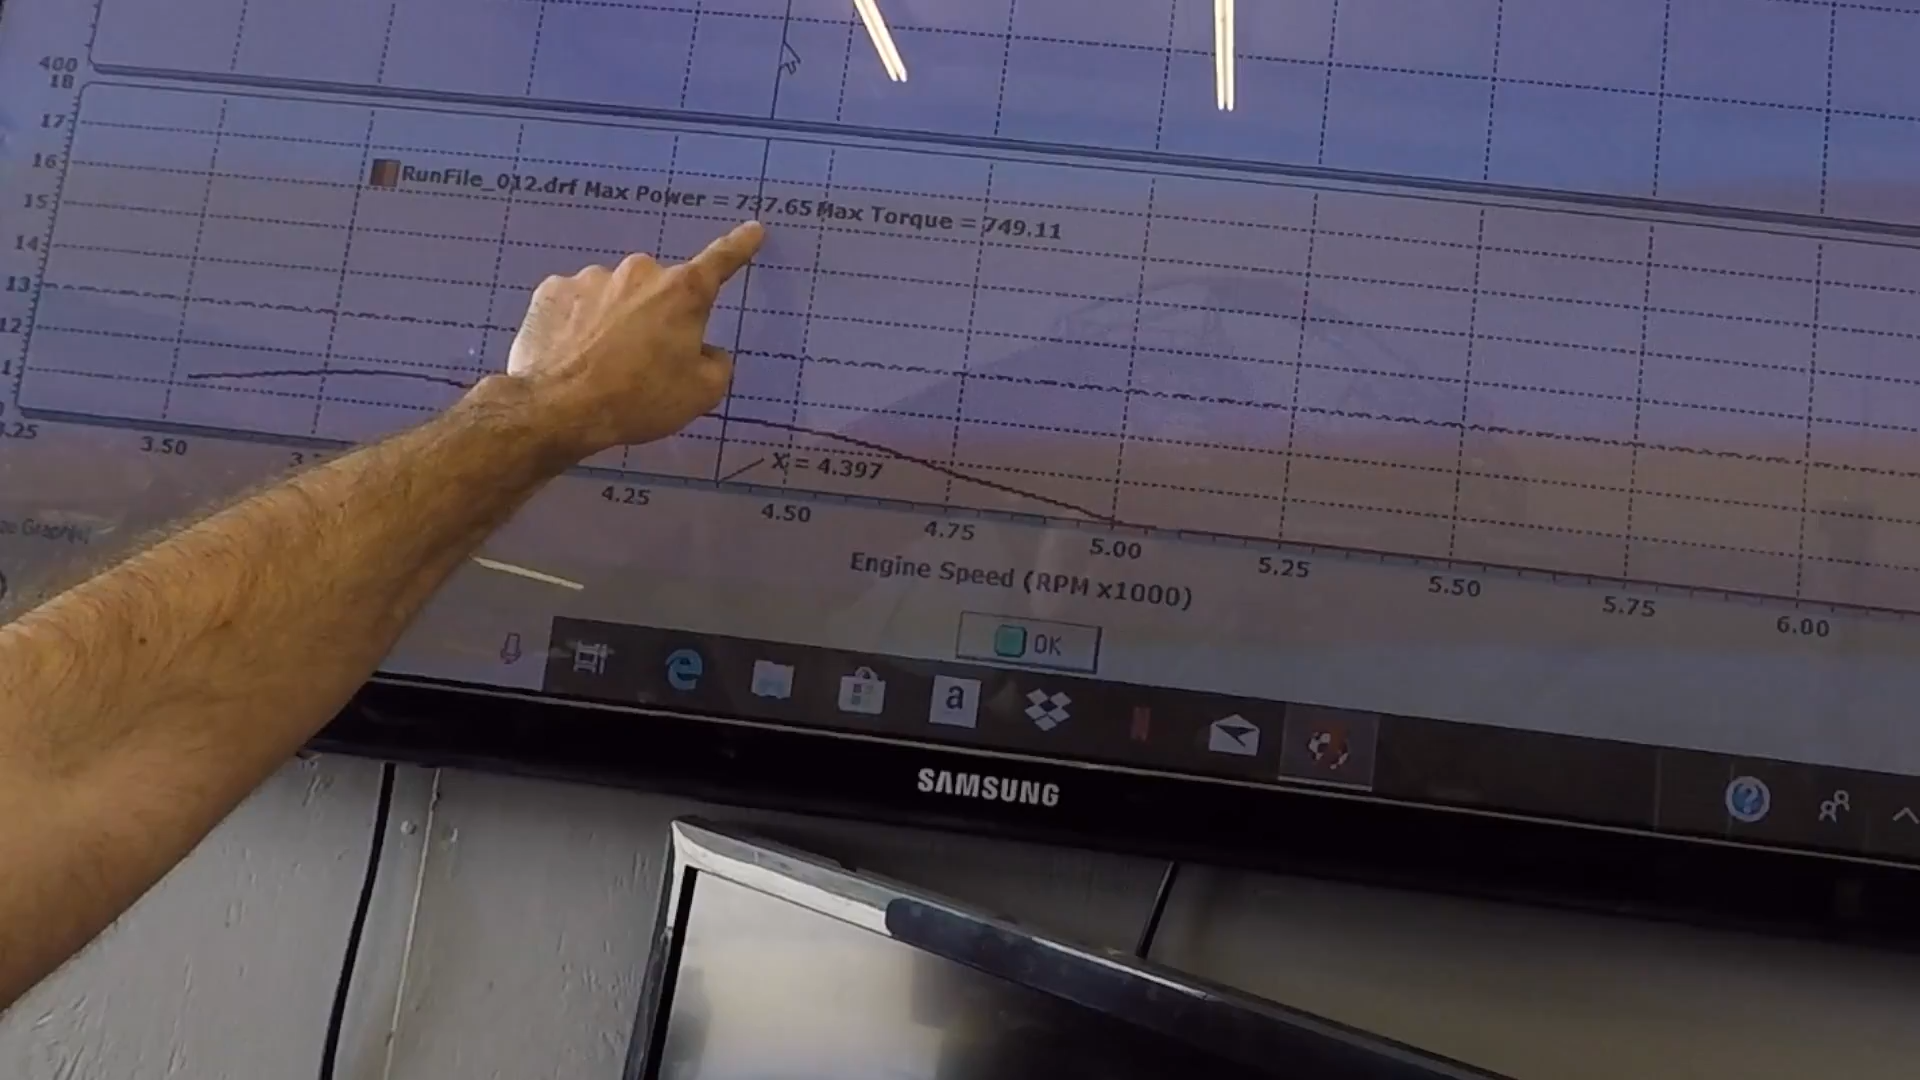 400
18
17
16
RunFile_012.drf Max Power = 737.65 Max Torque = 749.11
15
14
13
12
3.50
4.25
X = 4.397
4.50
4.75
5.00
5.25
5.50
5.75
6.00
Engine Speed (RPM x1000)
OK
a
SAMSUNG